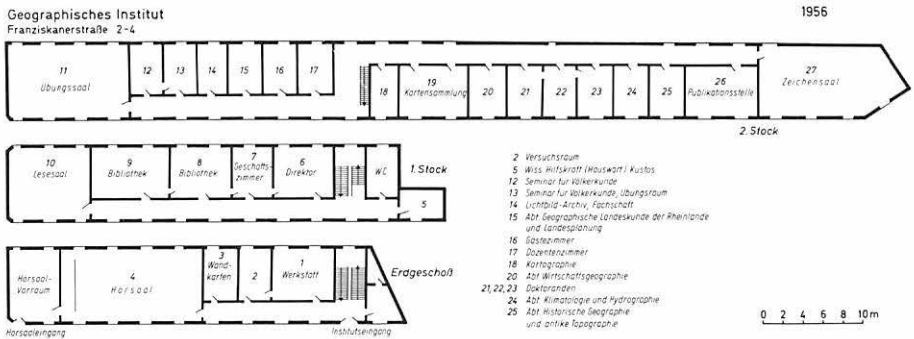 Geographisches Institut
Franziskanerstraße 2-4
1956
11
Übungssaal
12
13
14
15
16
17
18
19
Kartensammlung
20
21
22
23
24
25
26
Publikationsstelle
27
Zeichensaal
2. Stock
10
Lesesaal
9
Bibliothek
8
Bibliothek
7
Geschäfts-
zimmer
6
Direktor
WC
5
1. Stock
Hörsaal-
Vorraum
4
Hörsaal
3
Wand-
karten
2
1
Werkstatt
Erdgeschoß
Hörsaaleingang
Institutseingang
2 Versuchsraum
5 Wiss. Hilfskraft (Hauswart) Kustos
12 Seminar für Völkerkunde
13 Seminar für Völkerkunde, Übungsraum
14 Lichtbild-Archiv, Fachschaft
15 Abt. Geographische Landeskunde der Rheinlande
und Landesplanung
16 Gästezimmer
17 Dozentenzimmer
18 Kartographie
20 Abt. Wirtschaftsgeographie
21, 22, 23 Doktoranden
24 Abt. Klimatologie und Hydrographie
25 Abt. Historische Geographie
und antike Topographie
0 2 4 6 8 10 m